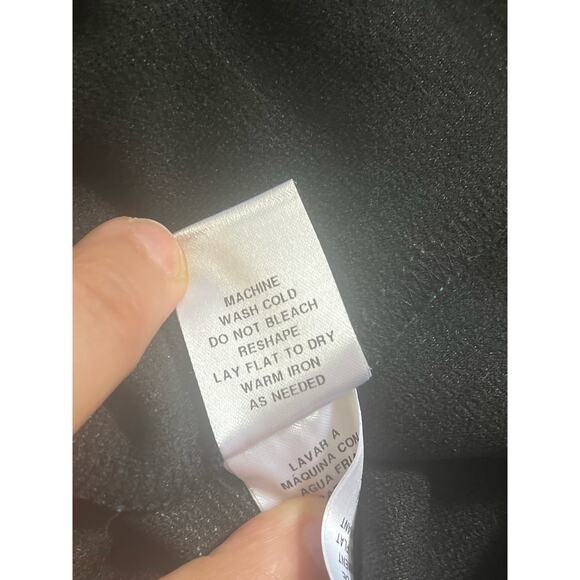 MACHINE
WASH COLD
DO NOT BLEACH
RESHAPE
LAY FLAT TO DRY
WARM IRON
AS NEEDED
LAVAR A
MÁQUINA CON
AGUA FRIA